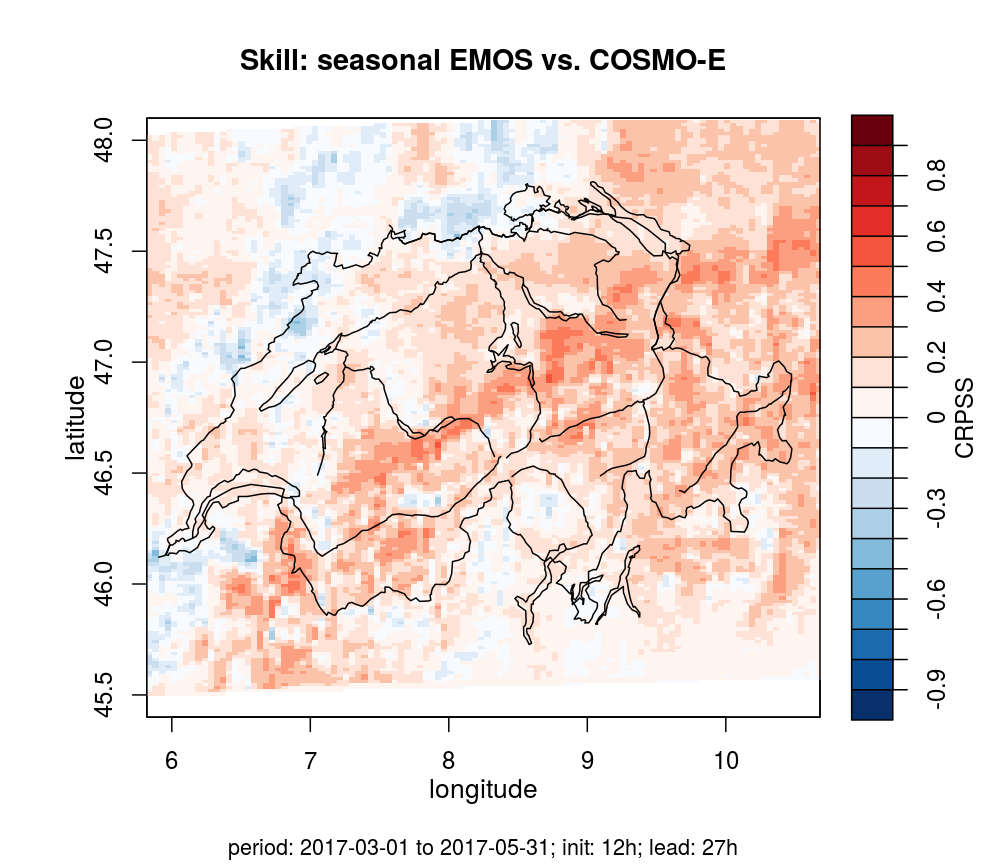 Skill: seasonal EMOS vs. COSMO-E
48.0
47.5
47.0
46.5
46.0
45.5
latitude
6 7 8 9 10
longitude
0.8
0.6
0.4
0.2
0
-0.3
-0.6
-0.9
CRPSS
period: 2017-03-01 to 2017-05-31; init: 12h; lead: 27h